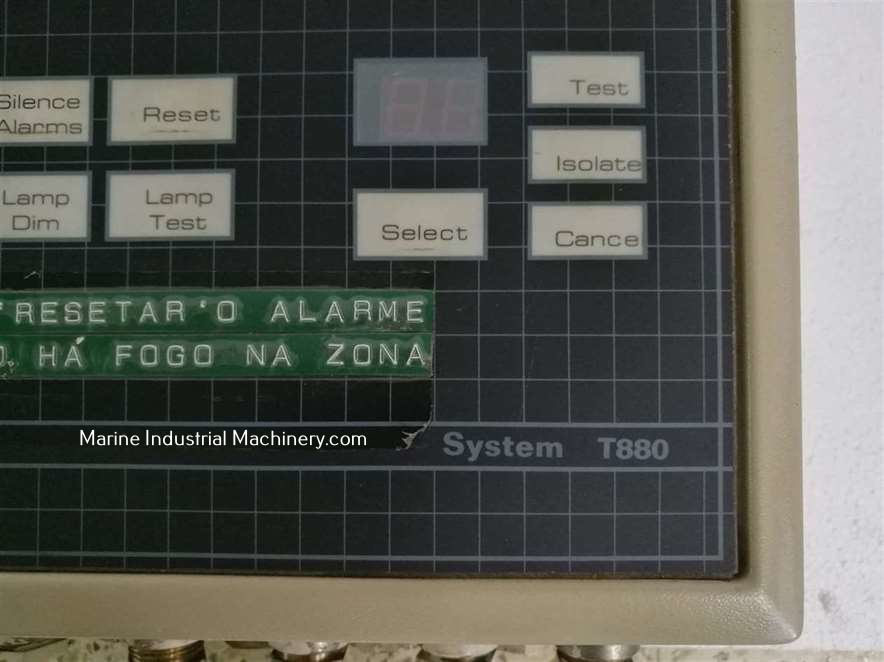 Silence
Alarms
Reset
Test
Isolate
Lamp
Dim
Lamp
Test
Select
Cance
'RESETAR'O ALARME
O. HÁ FOGO NA ZONA
Marine Industrial Machinery.com
System T880